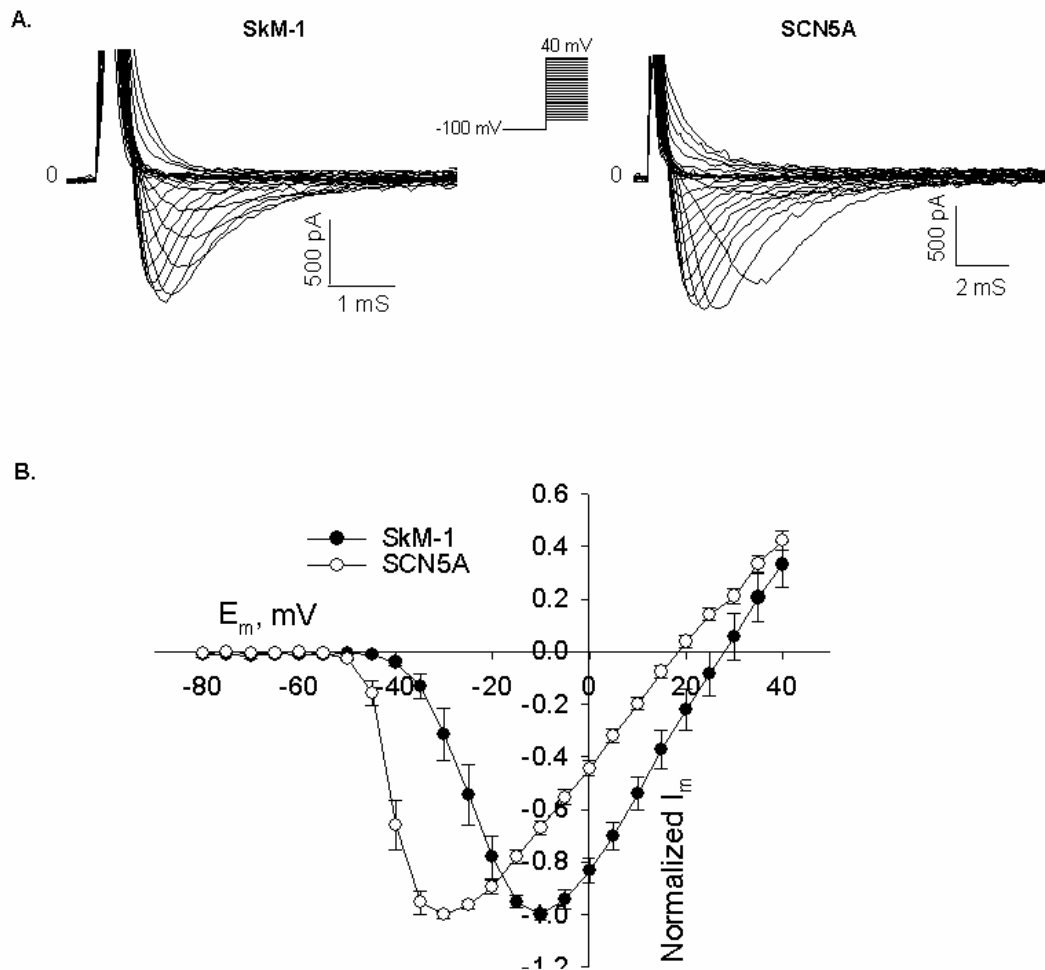 A.
SkM-1
SCN5A
40 mV
-100 mV
0
0
500 pA
1 mS
500 pA
2 mS
B.
SkM-1
SCN5A
E_m, mV
0.6
0.4
0.2
0.0
-80 -60 -40 -20 0 20 40
-0.2
-0.4
-0.6
-0.8
-1.0
-1.2
Normalized I_m